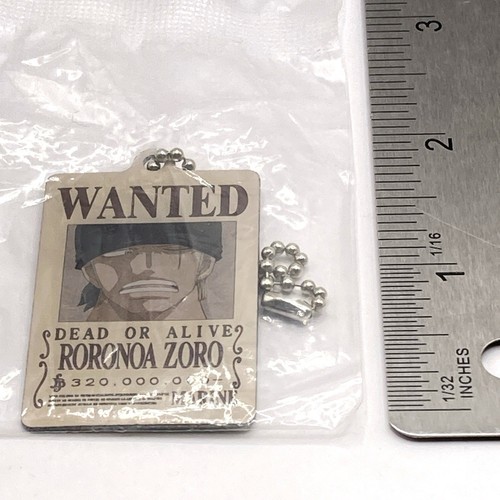 WANTED
DEAD OR ALIVE
RORONOA ZORO
320,000,000
MARINE
3
2
1/16
1
1/32
INCHES